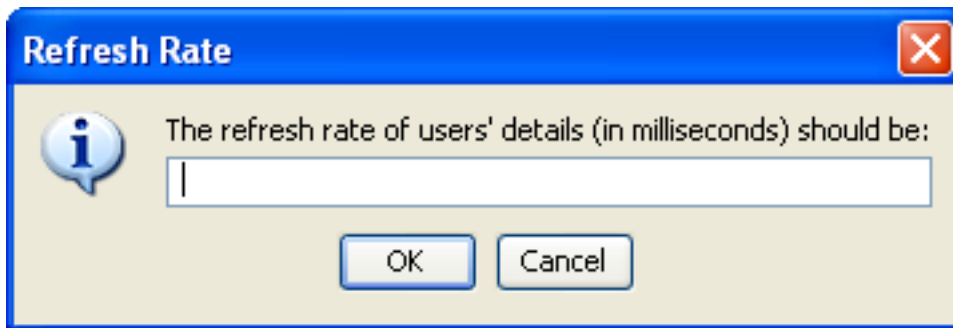 Refresh Rate
The refresh rate of users' details (in milliseconds) should be:
OK
Cancel